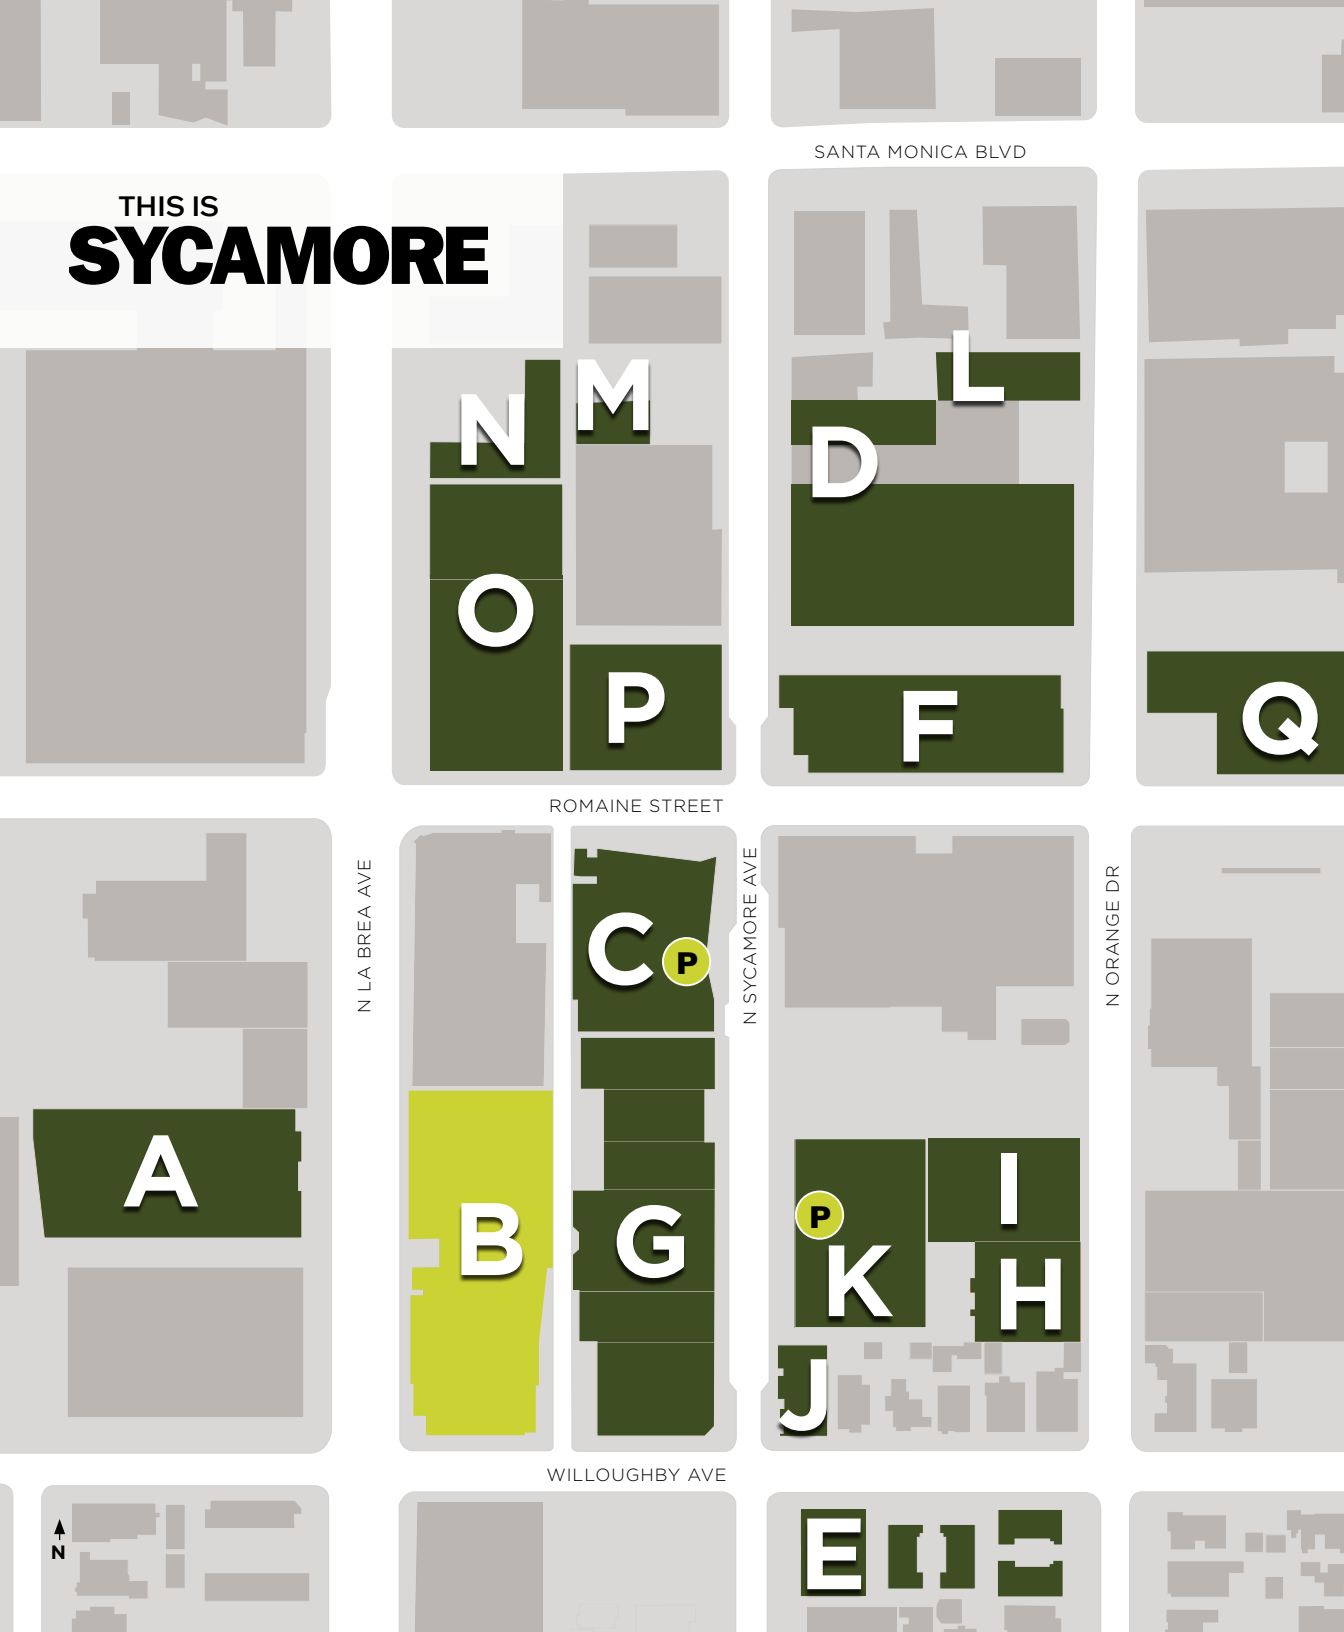 SANTA MONICA BLVD
THIS IS
SYCAMORE
L
M
N
D
O
P
F
Q
ROMAINE STREET
N LA BREA AVE
N SYCAMORE AVE
N ORANGE DR
C
P
A
B
G
I
P
K
H
J
WILLOUGHBY AVE
N
E